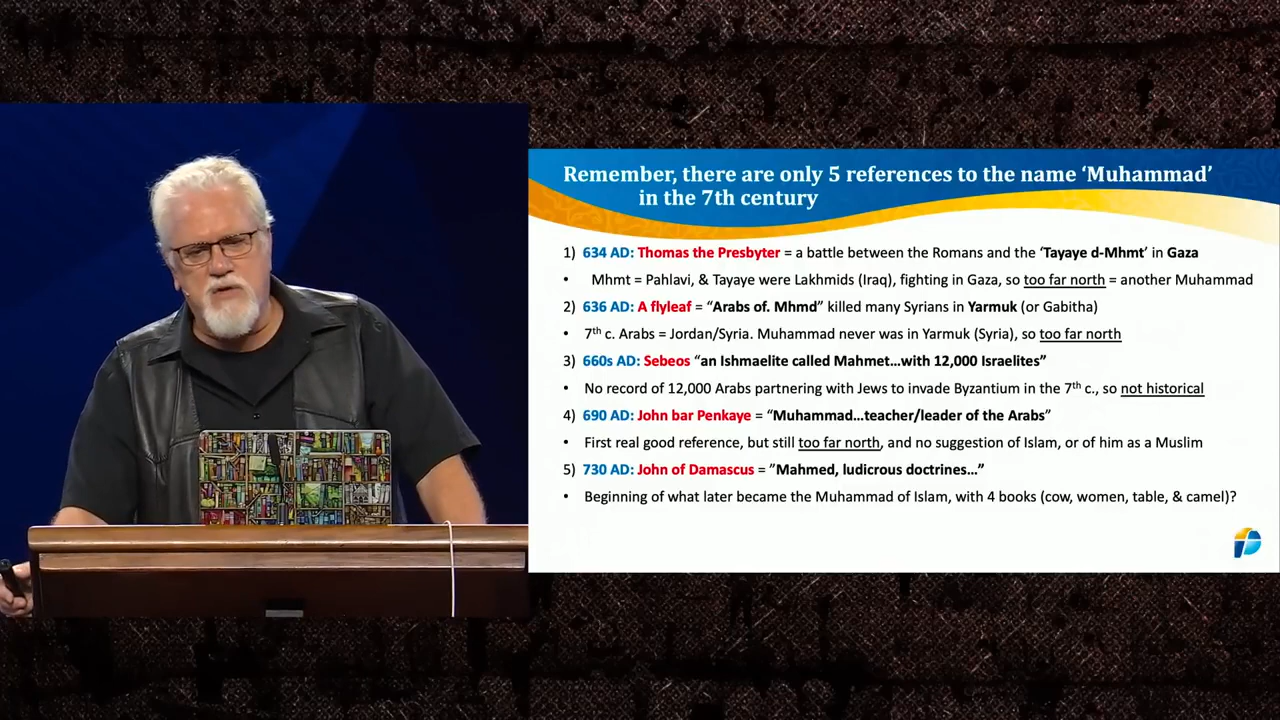 Remember, there are only 5 references to the name ‘Muhammad’
in the 7th century
1) 634 AD: Thomas the Presbyter = a battle between the Romans and the ‘Tayaye d-Mhmt’ in Gaza
• Mhmt = Pahlavi, & Tayaye were Lakhmids (Iraq), fighting in Gaza, so too far north = another Muhammad
2) 636 AD: A flyleaf = “Arabs of. Mhmd” killed many Syrians in Yarmuk (or Gabitha)
• 7th c. Arabs = Jordan/Syria. Muhammad never was in Yarmuk (Syria), so too far north
3) 660s AD: Sebeos “an Ishmaelite called Mahmet…with 12,000 Israelites”
• No record of 12,000 Arabs partnering with Jews to invade Byzantium in the 7th c., so not historical
4) 690 AD: John bar Penkaye = “Muhammad…teacher/leader of the Arabs”
• First real good reference, but still too far north, and no suggestion of Islam, or of him as a Muslim
5) 730 AD: John of Damascus = ”Mahmed, ludicrous doctrines…”
• Beginning of what later became the Muhammad of Islam, with 4 books (cow, women, table, & camel)?